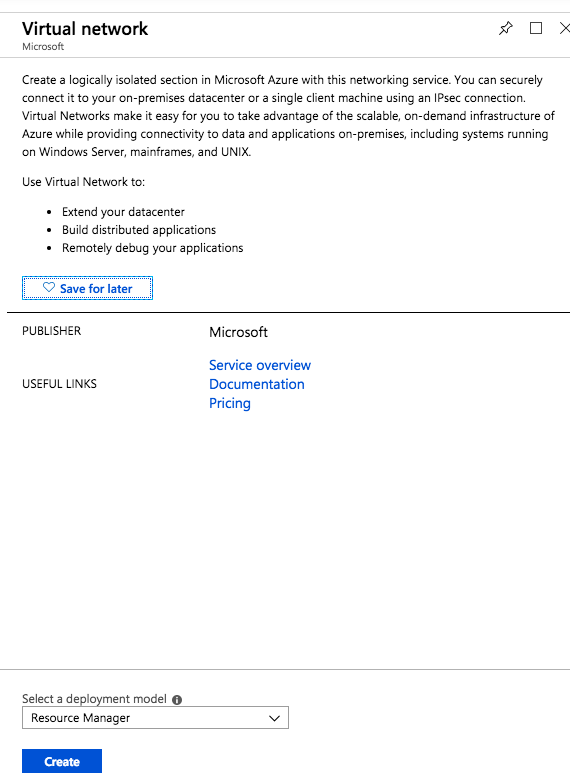 Virtual network
Microsoft
Create a logically isolated section in Microsoft Azure with this networking service. You can securely
connect it to your on-premises datacenter or a single client machine using an IPsec connection.
Virtual Networks make it easy for you to take advantage of the scalable, on-demand infrastructure of
Azure while providing connectivity to data and applications on-premises, including systems running
on Windows Server, mainframes, and UNIX.
Use Virtual Network to:
• Extend your datacenter
• Build distributed applications
• Remotely debug your applications
Save for later
PUBLISHER Microsoft
Service overview
USEFUL LINKS Documentation
Pricing
Select a deployment model
Resource Manager
Create